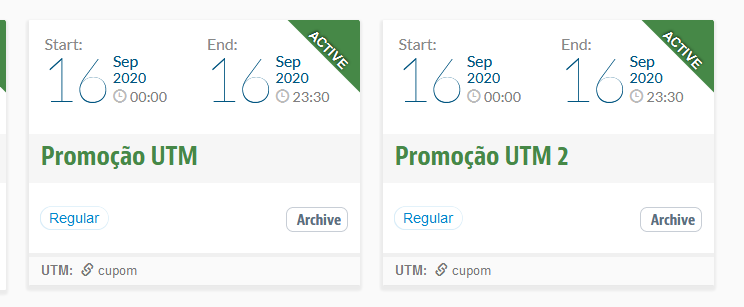 Start:
End:
ACTIVE
16
Sep
2020
00:00
16
Sep
2020
23:30
Promoção UTM
Regular
Archive
UTM: cupom
Start:
End:
ACTIVE
16
Sep
2020
00:00
16
Sep
2020
23:30
Promoção UTM 2
Regular
Archive
UTM: cupom